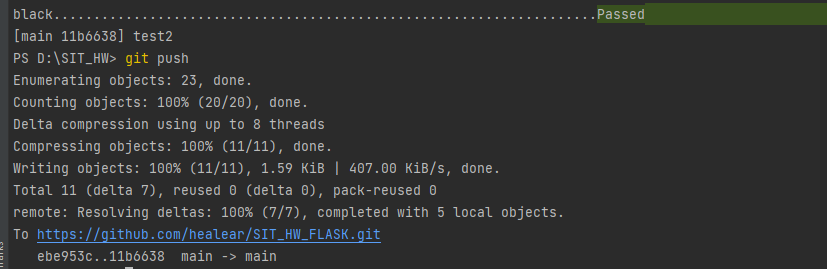 black...................................................................Passed
[main 11b6638] test2
PS D:\SIT_HW> git push
Enumerating objects: 23, done.
Counting objects: 100% (20/20), done.
Delta compression using up to 8 threads
Compressing objects: 100% (11/11), done.
Writing objects: 100% (11/11), 1.59 KiB | 407.00 KiB/s, done.
Total 11 (delta 7), reused 0 (delta 0), pack-reused 0
remote: Resolving deltas: 100% (7/7), completed with 5 local objects.
To https://github.com/healear/SIT_HW_FLASK.git
   ebe953c..11b6638  main -> main